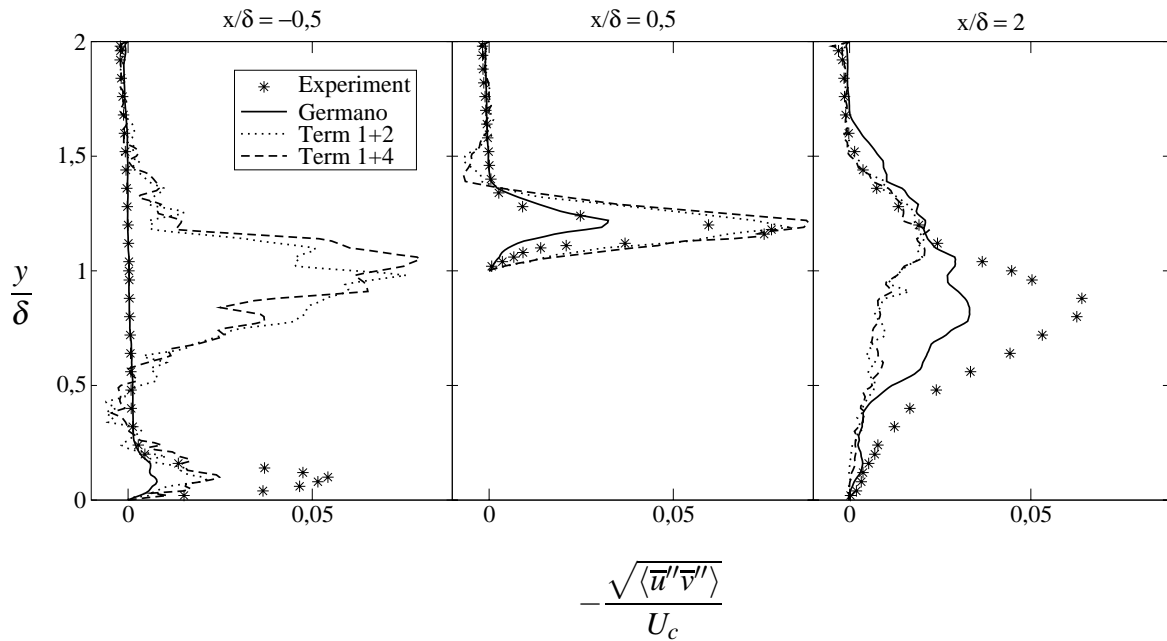 x/δ = −0,5
x/δ = 0,5
x/δ = 2
2
1,5
1
0,5
0
y/δ
Experiment
Germano
Term 1+2
Term 1+4
0 0,05
0 0,05
0 0,05
−√⟨u̅″v̅″⟩/U_c